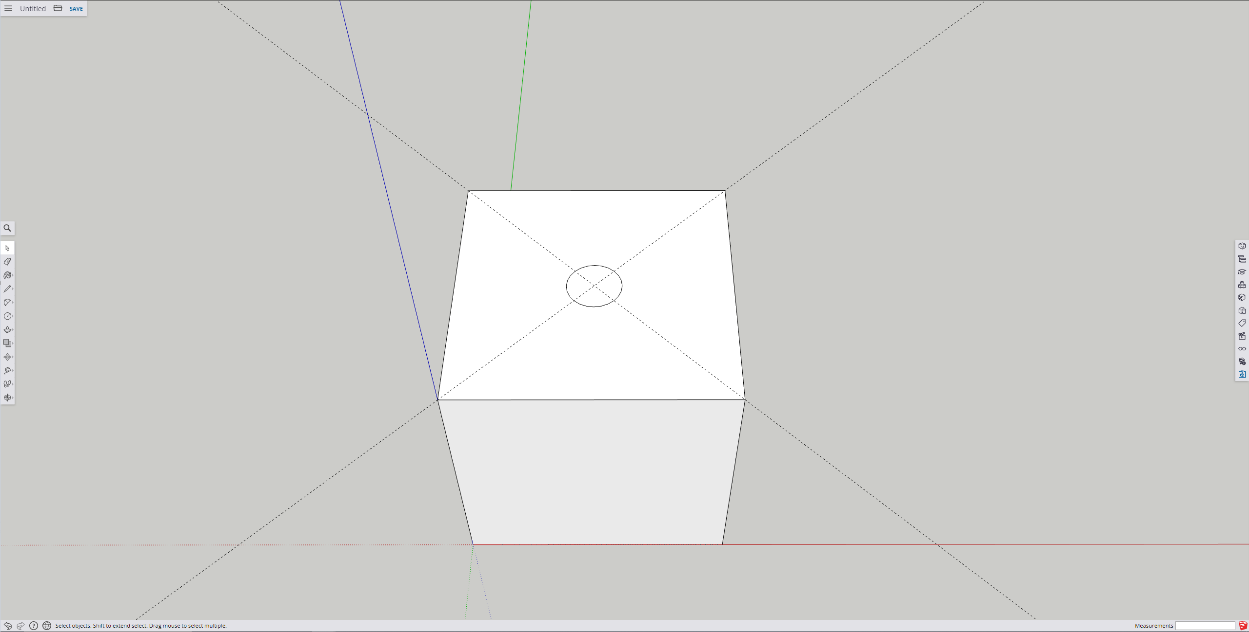 Untitled
SAVE
Select objects. Shift to extend select. Drag mouse to select multiple.
Measurements